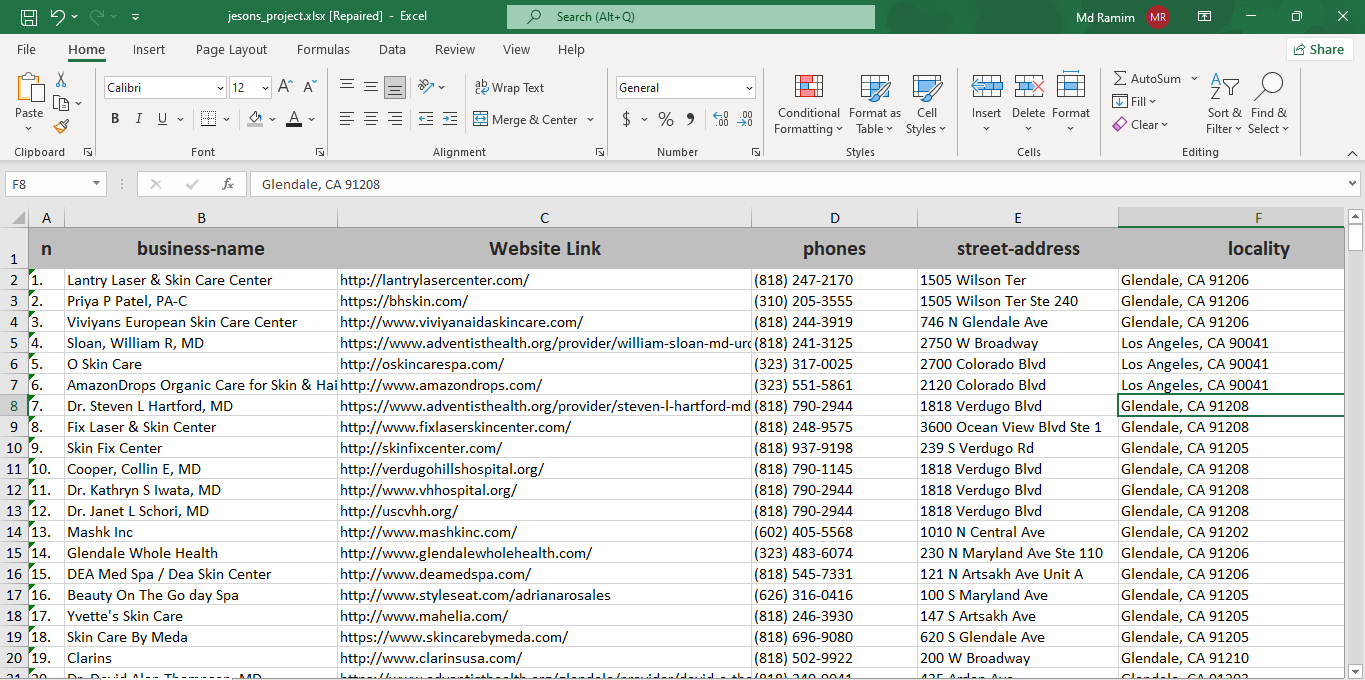 jesons_project.xlsx [Repaired] - Excel
Search (Alt+Q)
Md Ramim
MR
File Home Insert Page Layout Formulas Data Review View Help
Share
Paste
Clipboard
Calibri 12
B I U
Font
Wrap Text
Merge & Center
Alignment
General
$ % 9
Number
Conditional Formatting
Format as Table
Cell Styles
Styles
Insert Delete Format
Cells
AutoSum
Fill
Clear
Sort & Filter
Find & Select
Editing
F8
fx
Glendale, CA 91208
A B C D E F
1 n business-name Website Link phones street-address locality
2 1. Lantry Laser & Skin Care Center http://lantrylasercenter.com/ (818) 247-2170 1505 Wilson Ter Glendale, CA 91206
3 2. Priya P Patel, PA-C https://bhskin.com/ (310) 205-3555 1505 Wilson Ter Ste 240 Glendale, CA 91206
4 3. Viviyans European Skin Care Center http://www.viviyanaidaskincare.com/ (818) 244-3919 746 N Glendale Ave Glendale, CA 91206
5 4. Sloan, William R, MD https://www.adventisthealth.org/provider/william-sloan-md-uro (818) 241-3125 2750 W Broadway Los Angeles, CA 90041
6 5. O Skin Care http://oskincarespa.com/ (323) 317-0025 2700 Colorado Blvd Los Angeles, CA 90041
7 6. AmazonDrops Organic Care for Skin & Hai http://www.amazondrops.com/ (323) 551-5861 2120 Colorado Blvd Los Angeles, CA 90041
8 7. Dr. Steven L Hartford, MD https://www.adventisthealth.org/provider/steven-l-hartford-md (818) 790-2944 1818 Verdugo Blvd Glendale, CA 91208
9 8. Fix Laser & Skin Center http://www.fixlaserskincenter.com/ (818) 248-9575 3600 Ocean View Blvd Ste 1 Glendale, CA 91208
10 9. Skin Fix Center http://skinfixcenter.com/ (818) 937-9198 239 S Verdugo Rd Glendale, CA 91205
11 10. Cooper, Collin E, MD http://verdugohillshospital.org/ (818) 790-1145 1818 Verdugo Blvd Glendale, CA 91208
12 11. Dr. Kathryn S Iwata, MD http://www.vhhospital.org/ (818) 790-2944 1818 Verdugo Blvd Glendale, CA 91208
13 12. Dr. Janet L Schori, MD http://uscvhh.org/ (818) 790-2944 1818 Verdugo Blvd Glendale, CA 91208
14 13. Mashk Inc http://www.mashkinc.com/ (602) 405-5568 1010 N Central Ave Glendale, CA 91202
15 14. Glendale Whole Health http://www.glendalewholehealth.com/ (323) 483-6074 230 N Maryland Ave Ste 110 Glendale, CA 91206
16 15. DEA Med Spa / Dea Skin Center http://www.deamedspa.com/ (818) 545-7331 121 N Artsakh Ave Unit A Glendale, CA 91206
17 16. Beauty On The Go day Spa http://www.styleseat.com/adrianarosales (626) 316-0416 100 S Maryland Ave Glendale, CA 91205
18 17. Yvette's Skin Care http://www.mahelia.com/ (818) 246-3930 147 S Artsakh Ave Glendale, CA 91205
19 18. Skin Care By Meda https://www.skincarebymeda.com/ (818) 696-9080 620 S Glendale Ave Glendale, CA 91205
20 19. Clarins http://www.clarinsusa.com/ (818) 502-9922 200 W Broadway Glendale, CA 91210